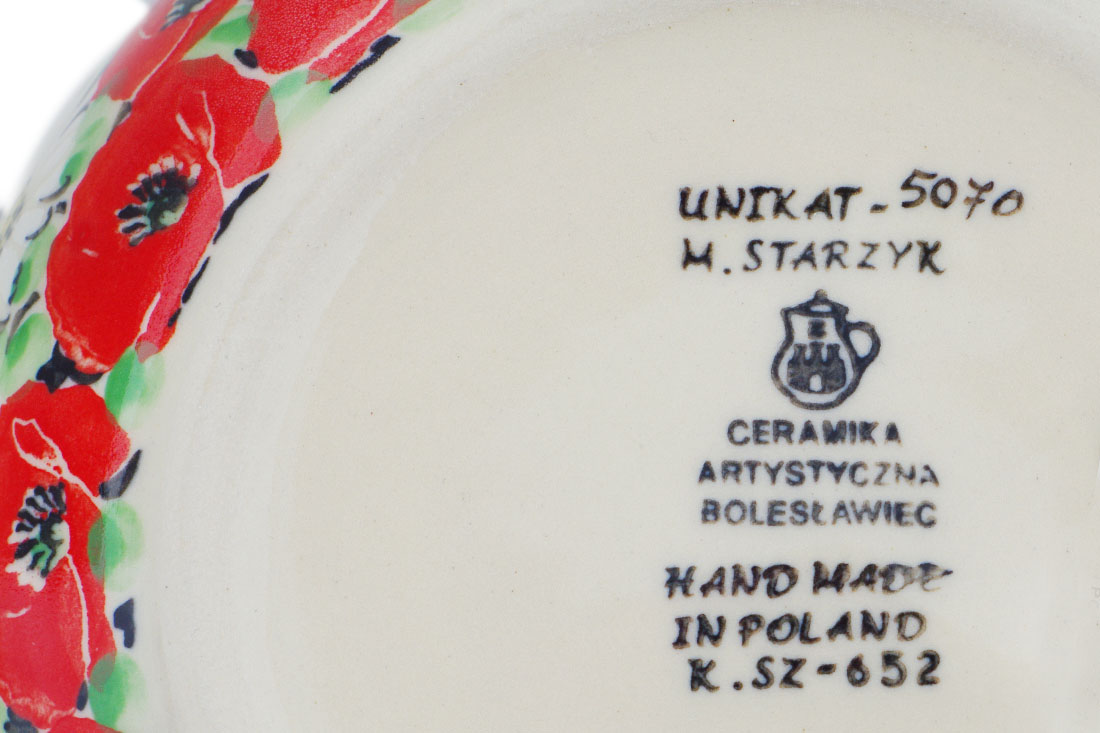 UNIKAT-5070
M. STARZYK
CERAMIKA
ARTYSTYCZNA
BOLESŁAWIEC
HAND MADE
IN POLAND
K.SZ-652